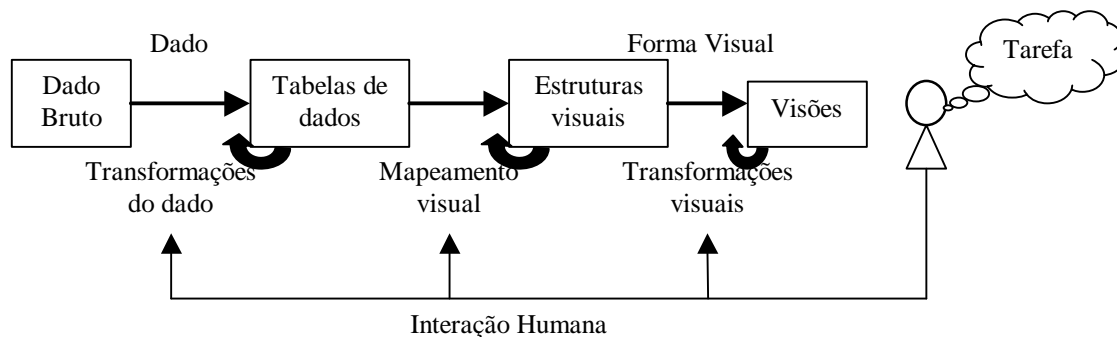 Dado
Forma Visual
Tarefa
Dado
Bruto
Tabelas de
dados
Estruturas
visuais
Visões
Transformações
do dado
Mapeamento
visual
Transformações
visuais
Interação Humana